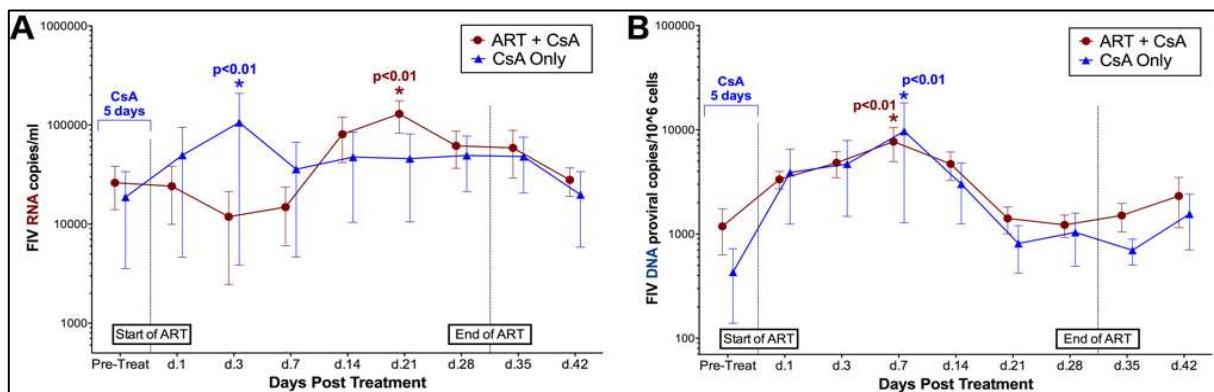 A
ART + CsA
CsA Only
p<0.01
*
p<0.01
*
CsA
5 days
1000000
100000
10000
1000
FIV RNA copies/ml
Start of ART
End of ART
Pre-Treat d.1 d.3 d.7 d.14 d.21 d.28 d.35 d.42
Days Post Treatment
B
ART + CsA
CsA Only
p<0.01
*
p<0.01
*
CsA
5 days
100000
10000
1000
100
FIV DNA proviral copies/10^6 cells
Start of ART
End of ART
Pre-Treat d.1 d.3 d.7 d.14 d.21 d.28 d.35 d.42
Days Post Treatment